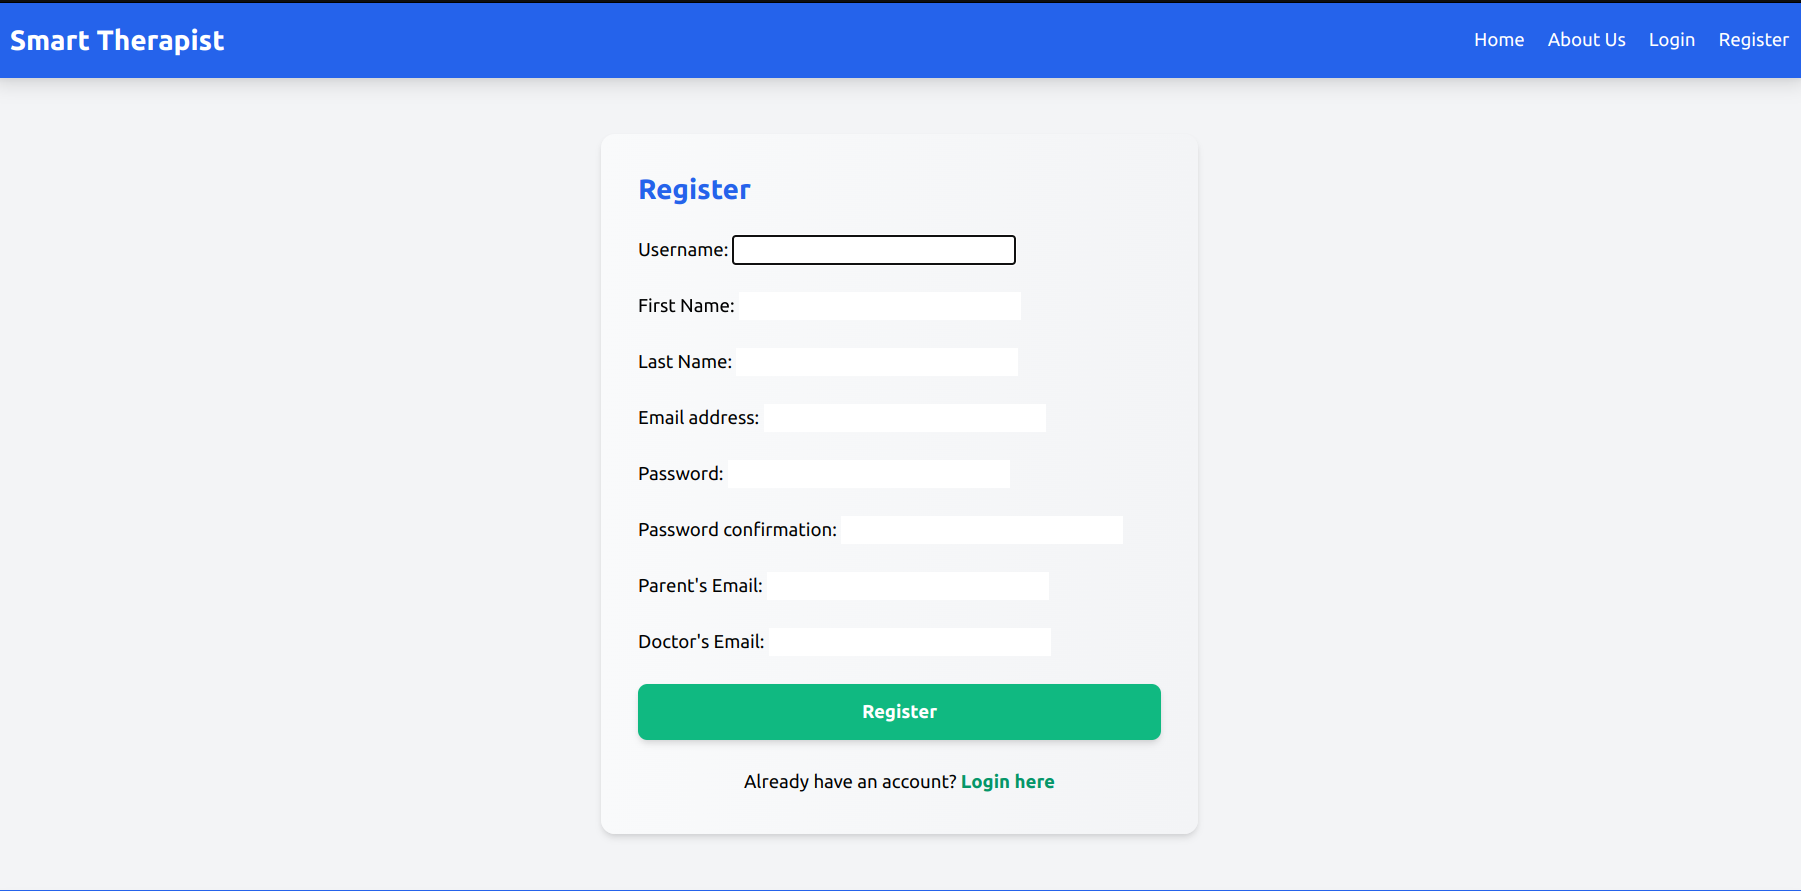 Smart Therapist
Home About Us Login Register
Register
Username:
First Name:
Last Name:
Email address:
Password:
Password confirmation:
Parent's Email:
Doctor's Email:
Register
Already have an account? Login here